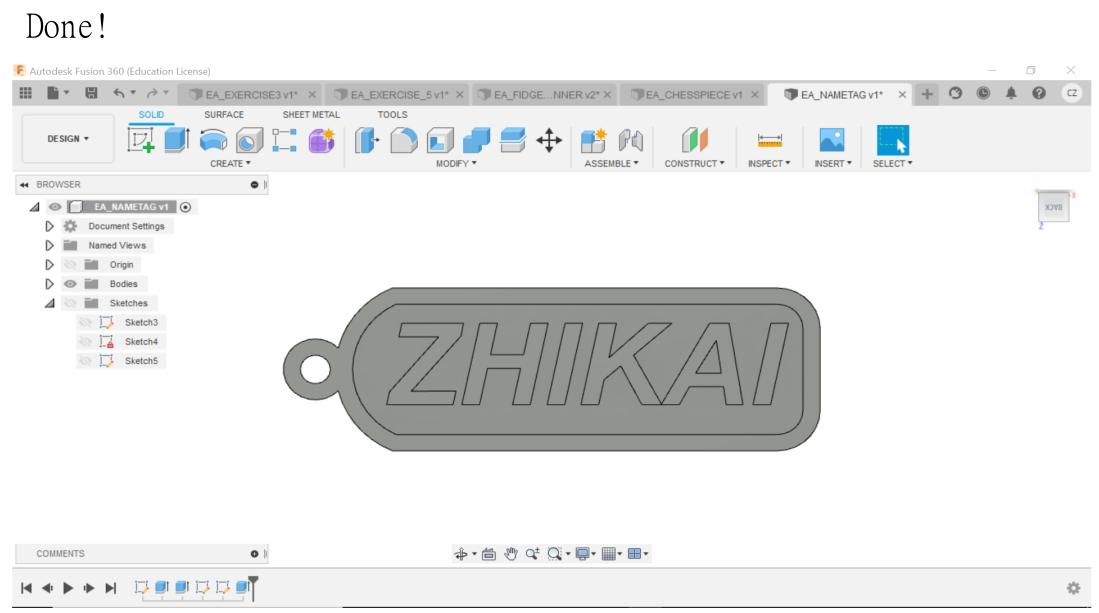 Done!
Autodesk Fusion 360 (Education License)
EA_EXERCISE3 v1*
EA_EXERCISE_5 v1*
EA_FIDGE...NNER v2*
EA_CHESSPIECE v1
EA_NAMETAG v1*
CZ
SOLID SURFACE SHEET METAL TOOLS
DESIGN
CREATE MODIFY ASSEMBLE CONSTRUCT INSPECT INSERT SELECT
BROWSER
EA_NAMETAG v1
Document Settings
Named Views
Origin
Bodies
Sketches
Sketch3
Sketch4
Sketch5
X
BACK
Z
ZHIKAI
COMMENTS